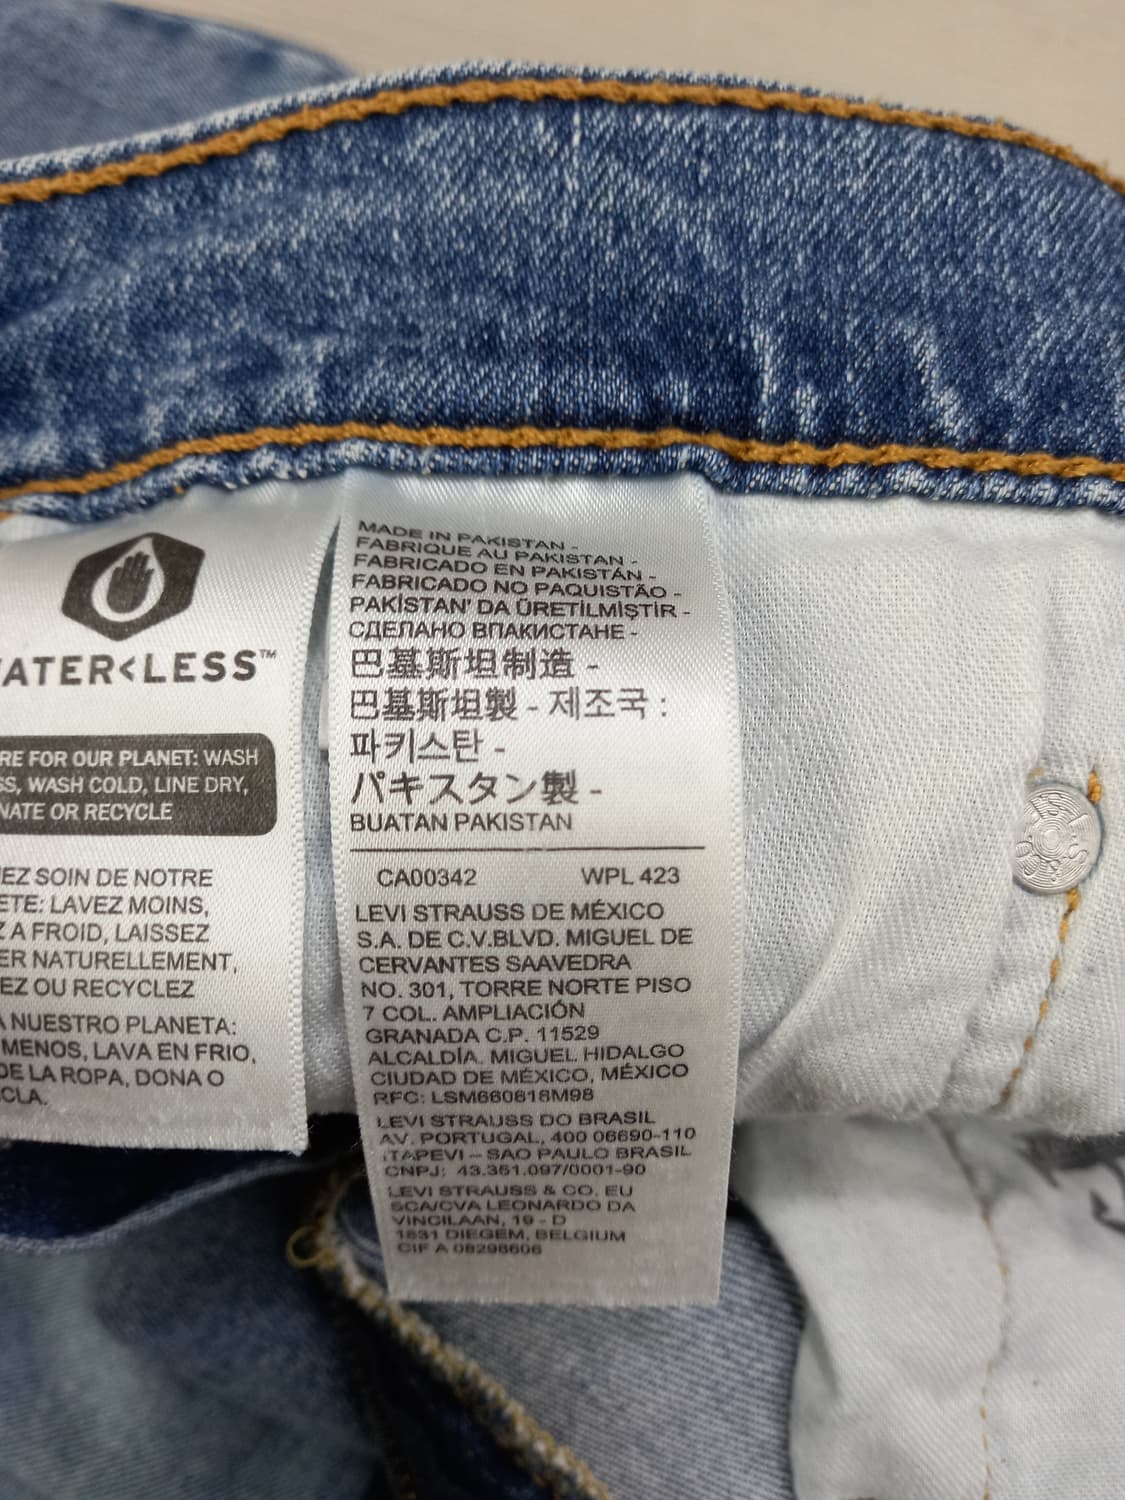 WATER<LESS™
RE FOR OUR PLANET: WASH
SS, WASH COLD, LINE DRY,
NATE OR RECYCLE
EZ SOIN DE NOTRE
ETE: LAVEZ MOINS,
Z A FROID, LAISSEZ
ER NATURELLEMENT,
EZ OU RECYCLEZ
A NUESTRO PLANETA:
MENOS, LAVA EN FRIO,
DE LA ROPA, DONA O
CLA.
MADE IN PAKISTAN -
FABRIQUE AU PAKISTAN -
FABRICADO EN PAKISTÁN -
FABRICADO NO PAQUISTÃO -
PAKİSTAN' DA ÜRETİLMİŞTİR -
СДЕЛАНО ВПАКИСТАНЕ -
巴基斯坦制造 -
巴基斯坦製 - 제조국 :
파키스탄 -
パキスタン製 -
BUATAN PAKISTAN
CA00342 WPL 423
LEVI STRAUSS DE MÉXICO
S.A. DE C.V.BLVD. MIGUEL DE
CERVANTES SAAVEDRA
NO. 301, TORRE NORTE PISO
7 COL. AMPLIACIÓN
GRANADA C.P. 11529
ALCALDÍA. MIGUEL HIDALGO
CIUDAD DE MÉXICO, MÉXICO
RFC: LSM660618M98
LEVI STRAUSS DO BRASIL
AV. PORTUGAL, 400 06690-110
ITAPEVI – SAO PAULO BRASIL
CNPJ: 43.351.097/0001-90
LEVI STRAUSS & CO. EU
SCA/CVA LEONARDO DA
VINCILAAN, 19 - D
1831 DIEGEM, BELGIUM
CIF A 08298606